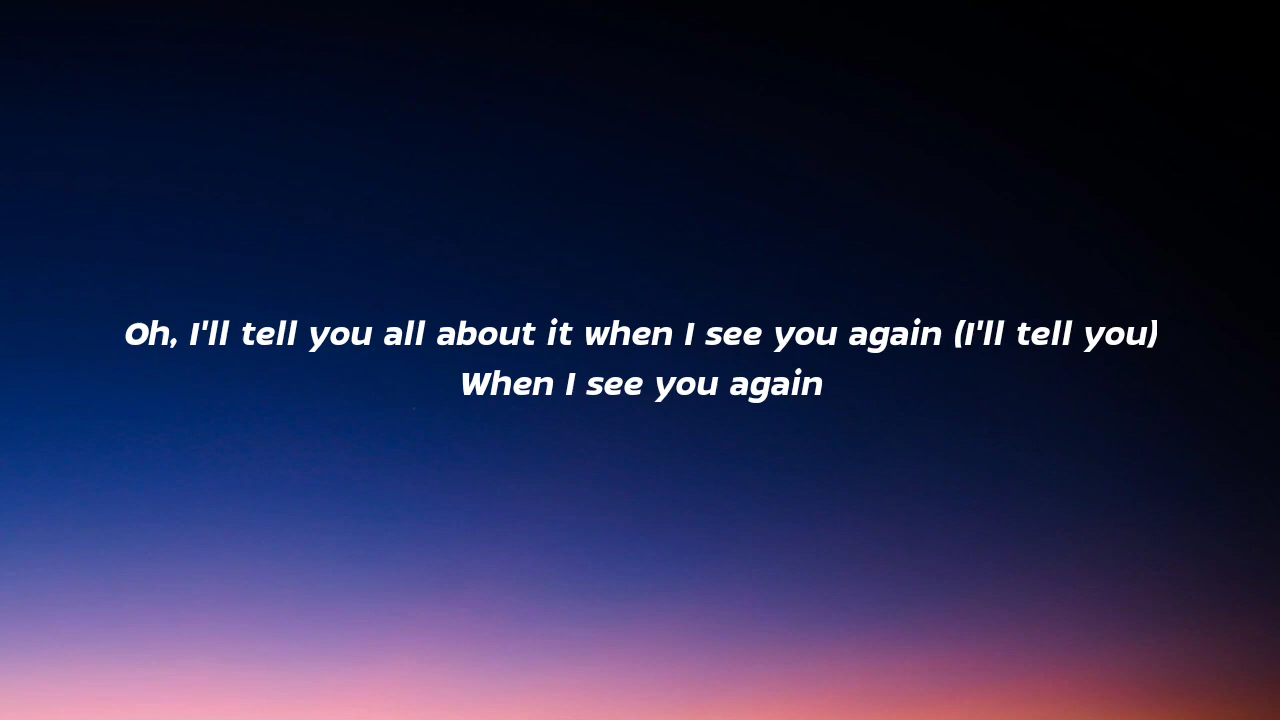 Oh, I'll tell you all about it when I see you again (I'll tell you)
When I see you again